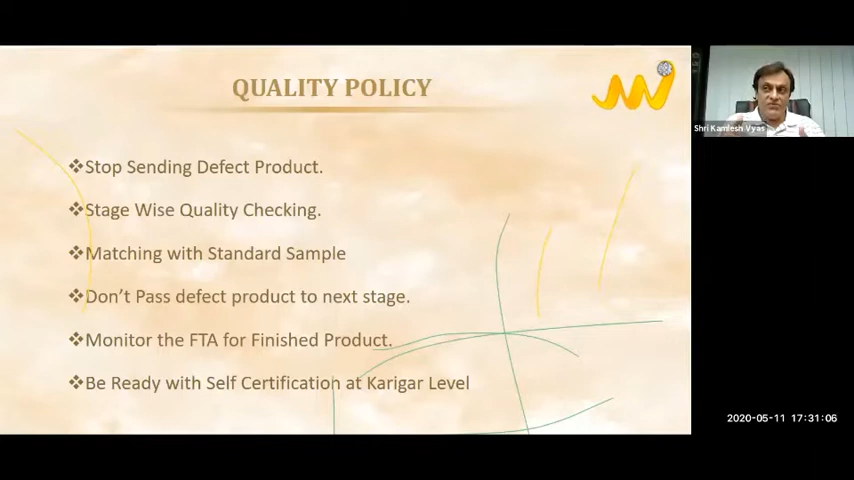 QUALITY POLICY
Stop Sending Defect Product.
Stage Wise Quality Checking.
Matching with Standard Sample
Don't Pass defect product to next stage.
Monitor the FTA for Finished Product.
Be Ready with Self Certification at Karigar Level
Shri Kamlesh Vyas
2020-05-11 17:31:06